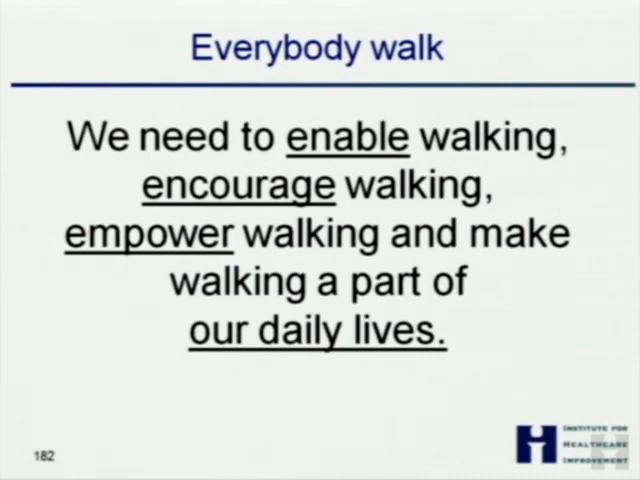 Everybody walk
We need to enable walking,
encourage walking,
empower walking and make
walking a part of
our daily lives.
182
INSTITUTE FOR
HEALTHCARE
IMPROVEMENT